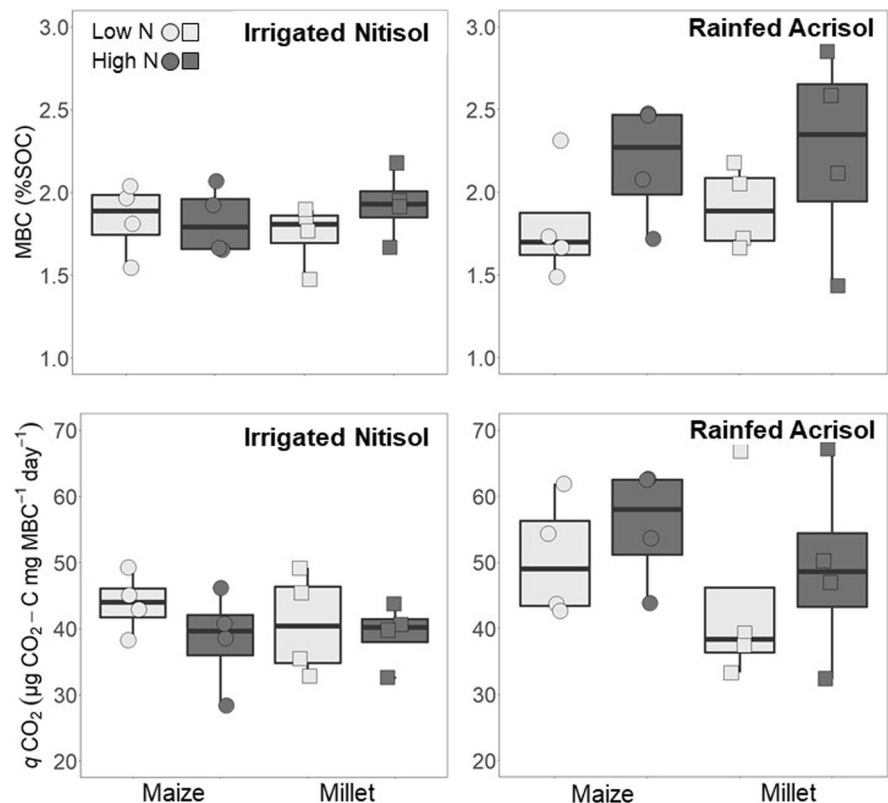 Low N
High N
Irrigated Nitisol
Rainfed Acrisol
MBC (%SOC)
3.0
2.5
2.0
1.5
1.0
3.0
2.5
2.0
1.5
1.0
Irrigated Nitisol
Rainfed Acrisol
q CO₂ (µg CO₂ – C mg MBC⁻¹ day⁻¹)
70
60
50
40
30
20
70
60
50
40
30
20
Maize Millet
Maize Millet